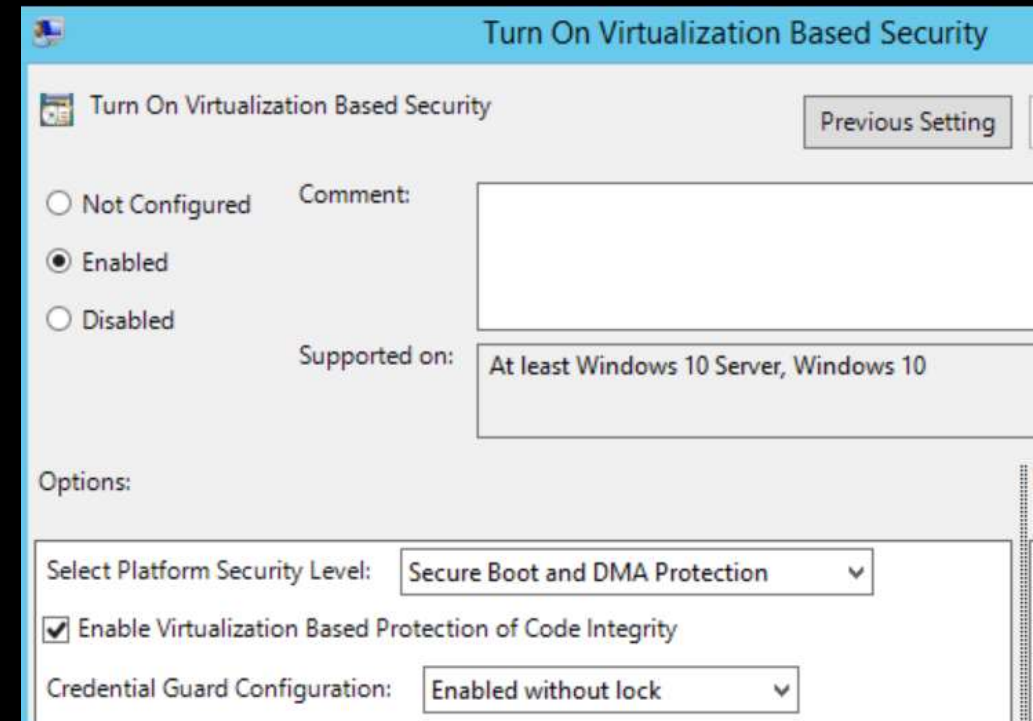 Turn On Virtualization Based Security
Turn On Virtualization Based Security
Previous Setting
Not Configured
Comment:
Enabled
Disabled
Supported on:
At least Windows 10 Server, Windows 10
Options:
Select Platform Security Level: Secure Boot and DMA Protection
Enable Virtualization Based Protection of Code Integrity
Credential Guard Configuration: Enabled without lock